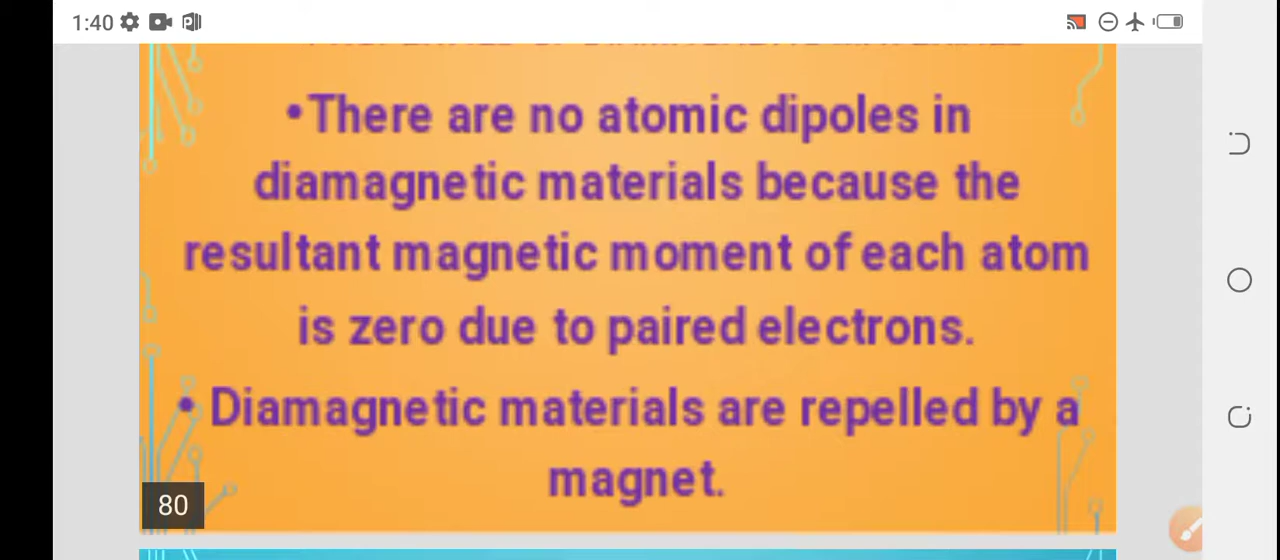 1:40
•There are no atomic dipoles in
diamagnetic materials because the
resultant magnetic moment of each atom
is zero due to paired electrons.
• Diamagnetic materials are repelled by a
magnet.
80